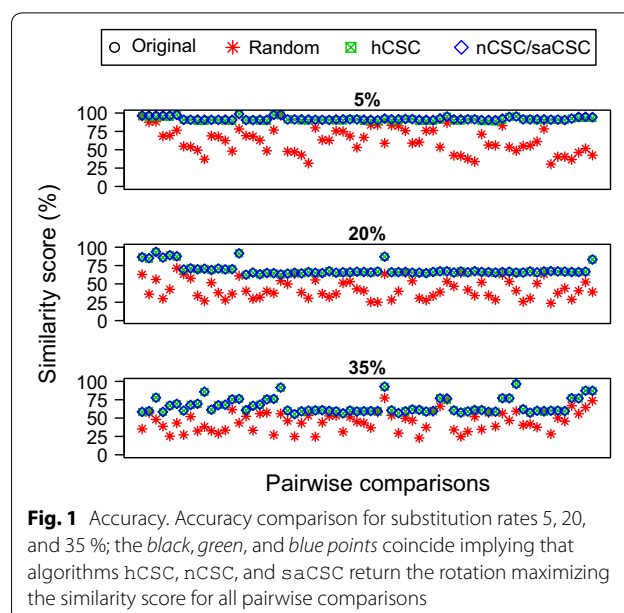 Original Random hCSC nCSC/saCSC
5%
100
75
50
25
0
20%
100
75
50
25
0
35%
100
75
50
25
0
Similarity score (%)
Pairwise comparisons
Fig. 1 Accuracy. Accuracy comparison for substitution rates 5, 20,
and 35 %; the black, green, and blue points coincide implying that
algorithms hCSC, nCSC, and saCSC return the rotation maximizing
the similarity score for all pairwise comparisons